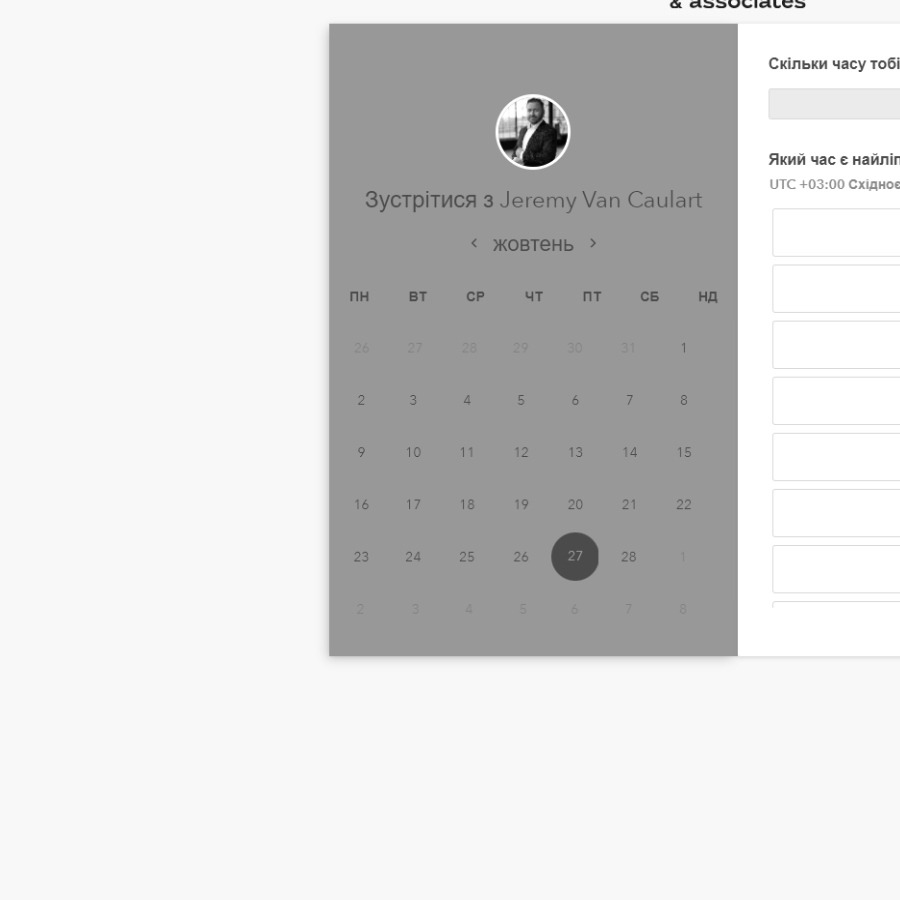 & associates
Зустрітися з Jeremy Van Caulart
жовтень
ПН ВТ СР ЧТ ПТ СБ НД
26 27 28 29 30 31 1
2 3 4 5 6 7 8
9 10 11 12 13 14 15
16 17 18 19 20 21 22
23 24 25 26 27 28 1
2 3 4 5 6 7 8
Скільки часу тобі
Який час є найліп
UTC +03:00 Східноє